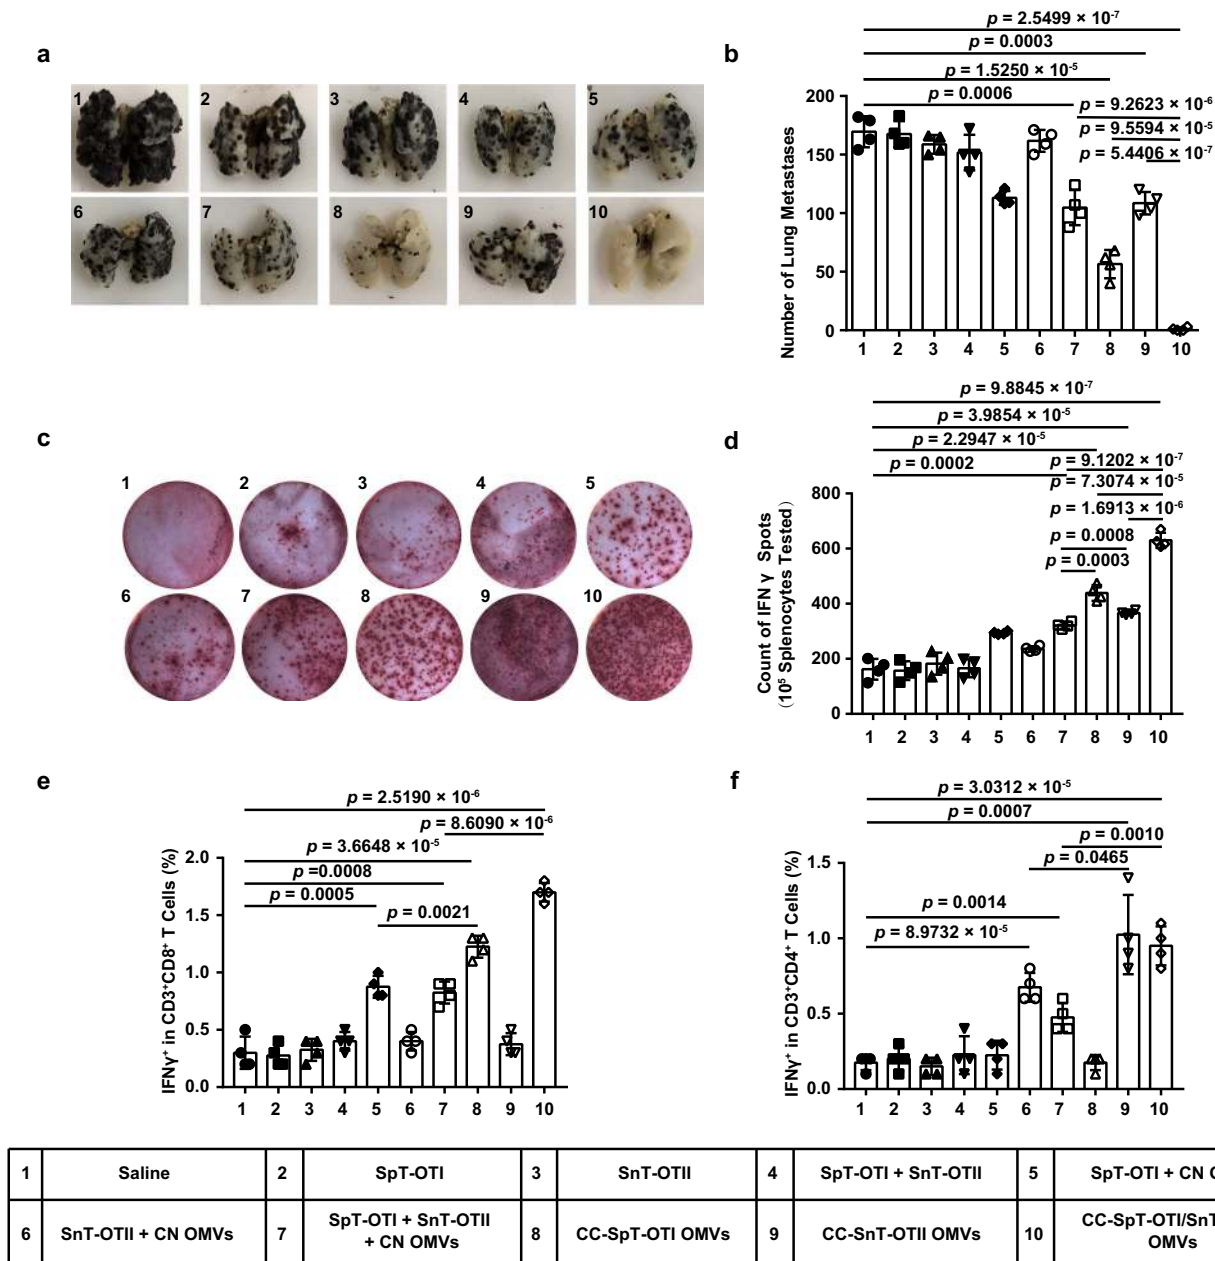 a
1
2
3
4
5
6
7
8
9
10
b
p = 2.5499 × 10-7
p = 0.0003
p = 1.5250 × 10-5
p = 0.0006
p = 9.2623 × 10-6
p = 9.5594 × 10-5
p = 5.4406 × 10-7
Number of Lung Metastases
200
150
100
50
0
1 2 3 4 5 6 7 8 9 10
c
1
2
3
4
5
6
7
8
9
10
d
p = 9.8845 × 10-7
p = 3.9854 × 10-5
p = 2.2947 × 10-5
p = 0.0002
p = 9.1202 × 10-7
p = 7.3074 × 10-5
p = 1.6913 × 10-6
p = 0.0008
p = 0.0003
Count of IFN γ Spots
(10⁵ Splenocytes Tested)
800
600
400
200
0
1 2 3 4 5 6 7 8 9 10
e
p = 2.5190 × 10-6
p = 8.6090 × 10-6
p = 3.6648 × 10-5
p =0.0008
p = 0.0005
p = 0.0021
IFNγ⁺ in CD3⁺CD8⁺ T Cells (%)
2.0
1.5
1.0
0.5
0.0
1 2 3 4 5 6 7 8 9 10
f
p = 3.0312 × 10-5
p = 0.0007
p = 0.0010
p = 0.0465
p = 0.0014
p = 8.9732 × 10-5
IFNγ⁺ in CD3⁺CD4⁺ T Cells (%)
1.5
1.0
0.5
0.0
1 2 3 4 5 6 7 8 9 10
1 Saline 2 SpT-OTI 3 SnT-OTII 4 SpT-OTI + SnT-OTII 5 SpT-OTI + CN
6 SnT-OTII + CN OMVs 7 SpT-OTI + SnT-OTII
+ CN OMVs 8 CC-SpT-OTI OMVs 9 CC-SnT-OTII OMVs 10 CC-SpT-OTI/SnT
OMVs